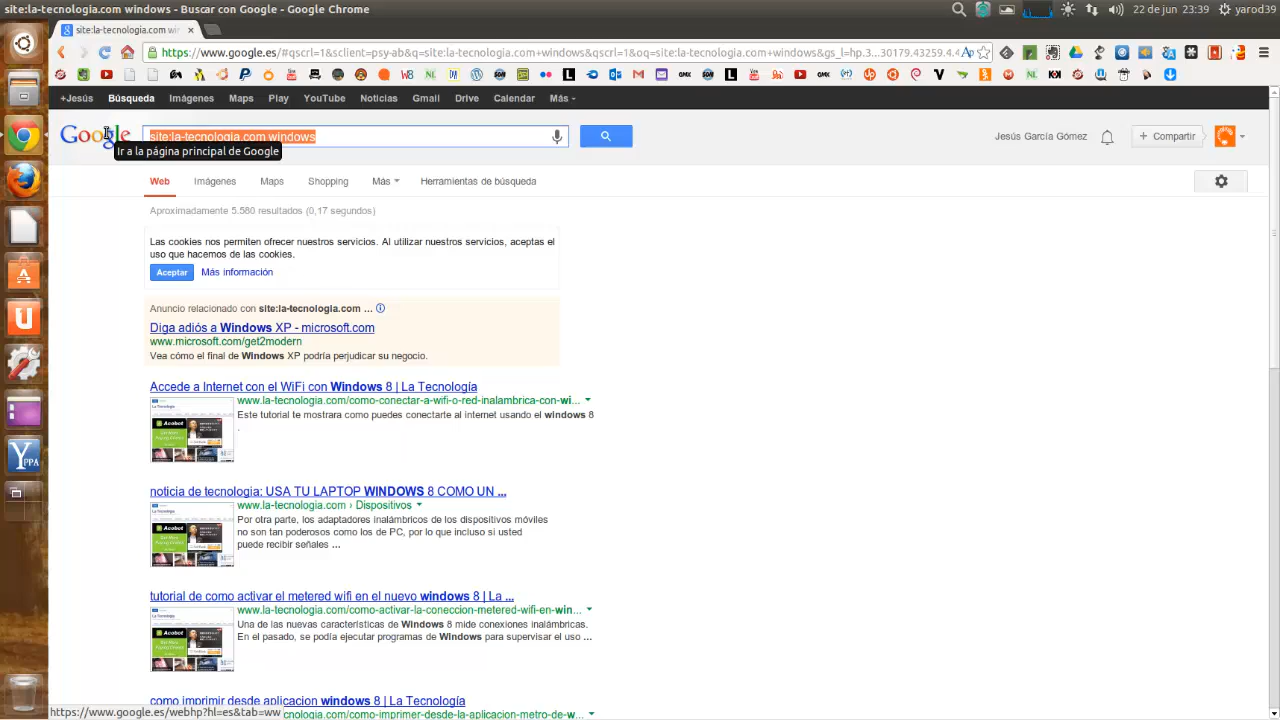 site:la-tecnologia.com windows - Buscar con Google - Google Chrome
22 de jun 23:39 yarod39
site:la-tecnologia.com win ×
https://www.google.es/#qscrl=1&sclient=psy-ab&q=site:la-tecnologia.com+windows&qscrl=1&oq=site:la-tecnologia.com+windows&gs_l=hp.3...30179.43259.4.4
+Jesús Búsqueda Imágenes Maps Play YouTube Noticias Gmail Drive Calendar Más
Google site:la-tecnologia.com windows Jesús García Gómez + Compartir
Ir a la página principal de Google
Web Imágenes Maps Shopping Más Herramientas de búsqueda
Aproximadamente 5.580 resultados (0,17 segundos)
Las cookies nos permiten ofrecer nuestros servicios. Al utilizar nuestros servicios, aceptas el
uso que hacemos de las cookies.
Aceptar Más información
Anuncio relacionado con site:la-tecnologia.com ...
Diga adiós a Windows XP - microsoft.com
www.microsoft.com/get2modern
Vea cómo el final de Windows XP podría perjudicar su negocio.
Accede a Internet con el WiFi con Windows 8 | La Tecnología
www.la-tecnologia.com/como-conectar-a-wifi-o-red-inalambrica-con-wi...
Este tutorial te mostrara como puedes conectarte al internet usando el windows 8
.
noticia de tecnologia: USA TU LAPTOP WINDOWS 8 COMO UN ...
www.la-tecnologia.com › Dispositivos
Por otra parte, los adaptadores inalámbricos de los dispositivos móviles
no son tan poderosos como los de PC, por lo que incluso si usted
puede recibir señales ...
tutorial de como activar el metered wifi en el nuevo windows 8 | La ...
www.la-tecnologia.com/como-activar-la-coneccion-metered-wifi-en-win...
Una de las nuevas características de Windows 8 mide conexiones inalámbricas.
En el pasado, se podía ejecutar programas de Windows para supervisar el uso ...
como imprimir desde aplicacion windows 8 | La Tecnología
https://www.google.es/webhp?hl=es&tab=ww
cnologia.com/como-imprimir-desde-la-aplicacion-metro-de-w...